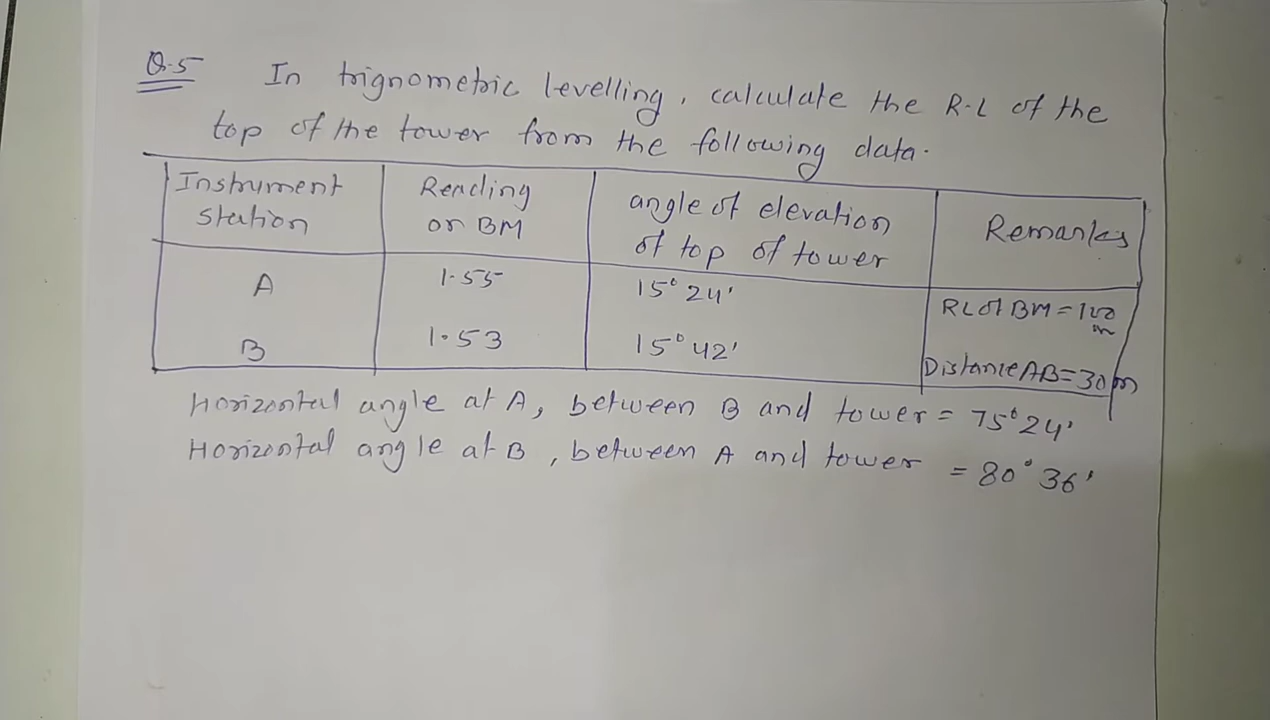 Q.5 In trignometric levelling, calculate the R.L of the
top of the tower from the following data.
Instrument station | Reading on BM | angle of elevation of top of tower | Remarks
A | 1.55 | 15° 24' | RL of BM = 100 m
B | 1.53 | 15° 42' | Distance AB = 30 m
Horizontal angle at A, between B and tower = 75° 24'
Horizontal angle at B, between A and tower = 80° 36'